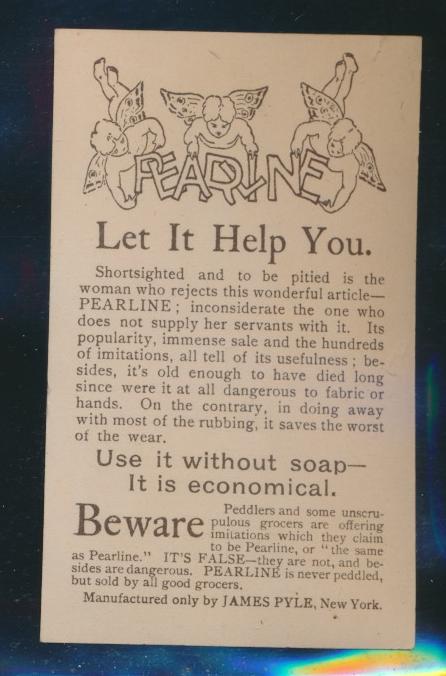 PEARLINE
Let It Help You.
Shortsighted and to be pitied is the
woman who rejects this wonderful article—
PEARLINE; inconsiderate the one who
does not supply her servants with it. Its
popularity, immense sale and the hundreds
of imitations, all tell of its usefulness; be-
sides, it's old enough to have died long
since were it at all dangerous to fabric or
hands. On the contrary, in doing away
with most of the rubbing, it saves the worst
of the wear.
Use it without soap—
It is economical.
Beware Peddlers and some unscru-
pulous grocers are offering
imitations which they claim
to be Pearline, or "the same
as Pearline." IT'S FALSE—they are not, and be-
sides are dangerous. PEARLINE is never peddled,
but sold by all good grocers.
Manufactured only by JAMES PYLE, New York.